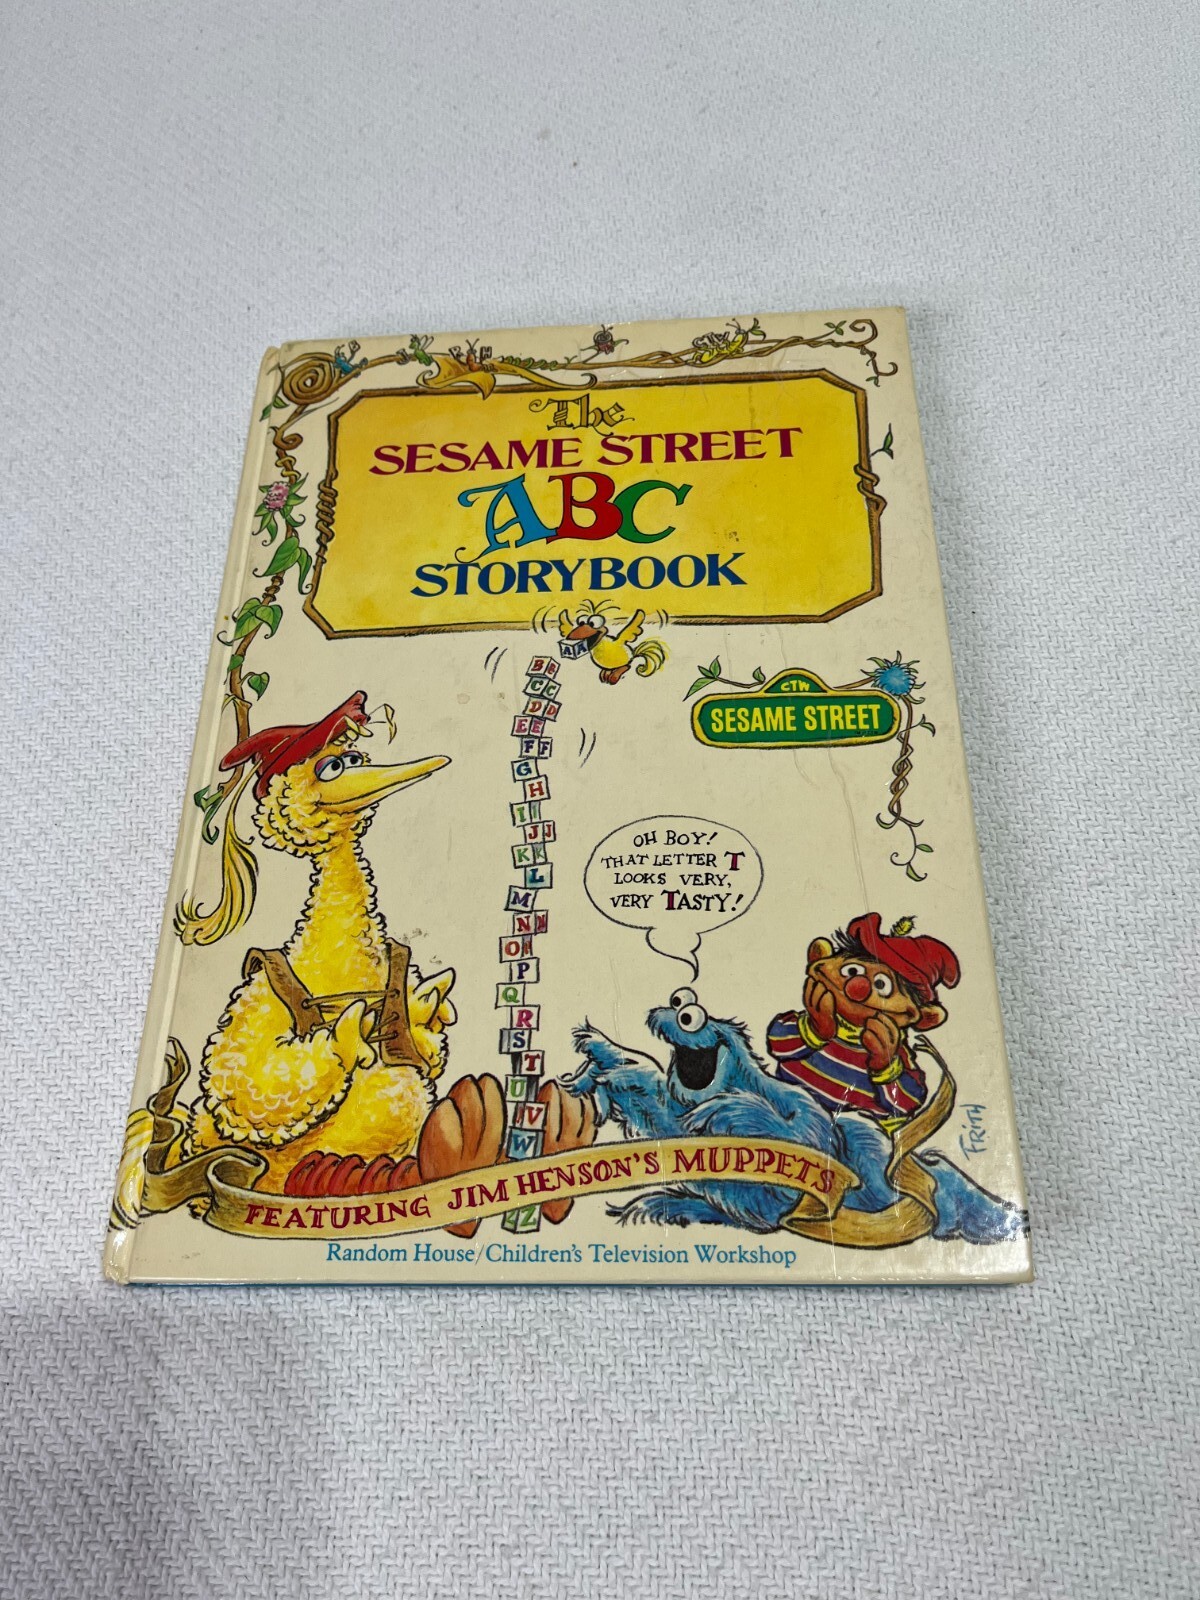 The
SESAME STREET
ABC
STORYBOOK
CTW
CTW
SESAME STREET
A A
B B
C C
D D
E E
F F
G
H
I
J J
K K
L
M
N N
O
P
Q
R
S
T
U
V
W
Z
OH BOY!
THAT LETTER T
LOOKS VERY,
VERY TASTY!
FRITH
FEATURING JIM HENSON'S MUPPETS
Random House/Children's Television Workshop